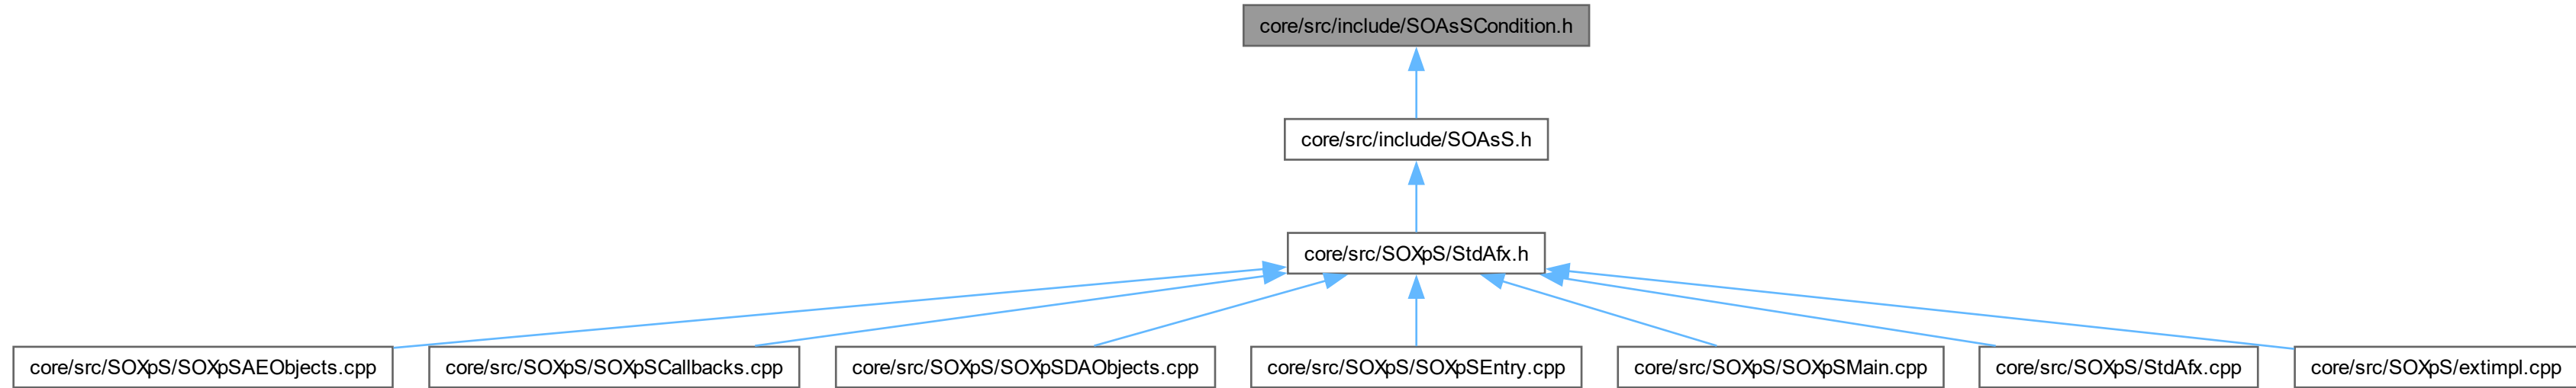 core/src/include/SOAsSCondition.h
core/src/include/SOAsS.h
core/src/SOXpS/StdAfx.h
core/src/SOXpS/SOXpSAEObjects.cpp
core/src/SOXpS/SOXpSCallbacks.cpp
core/src/SOXpS/SOXpSDAObjects.cpp
core/src/SOXpS/SOXpSEntry.cpp
core/src/SOXpS/SOXpSMain.cpp
core/src/SOXpS/StdAfx.cpp
core/src/SOXpS/extimpl.cpp